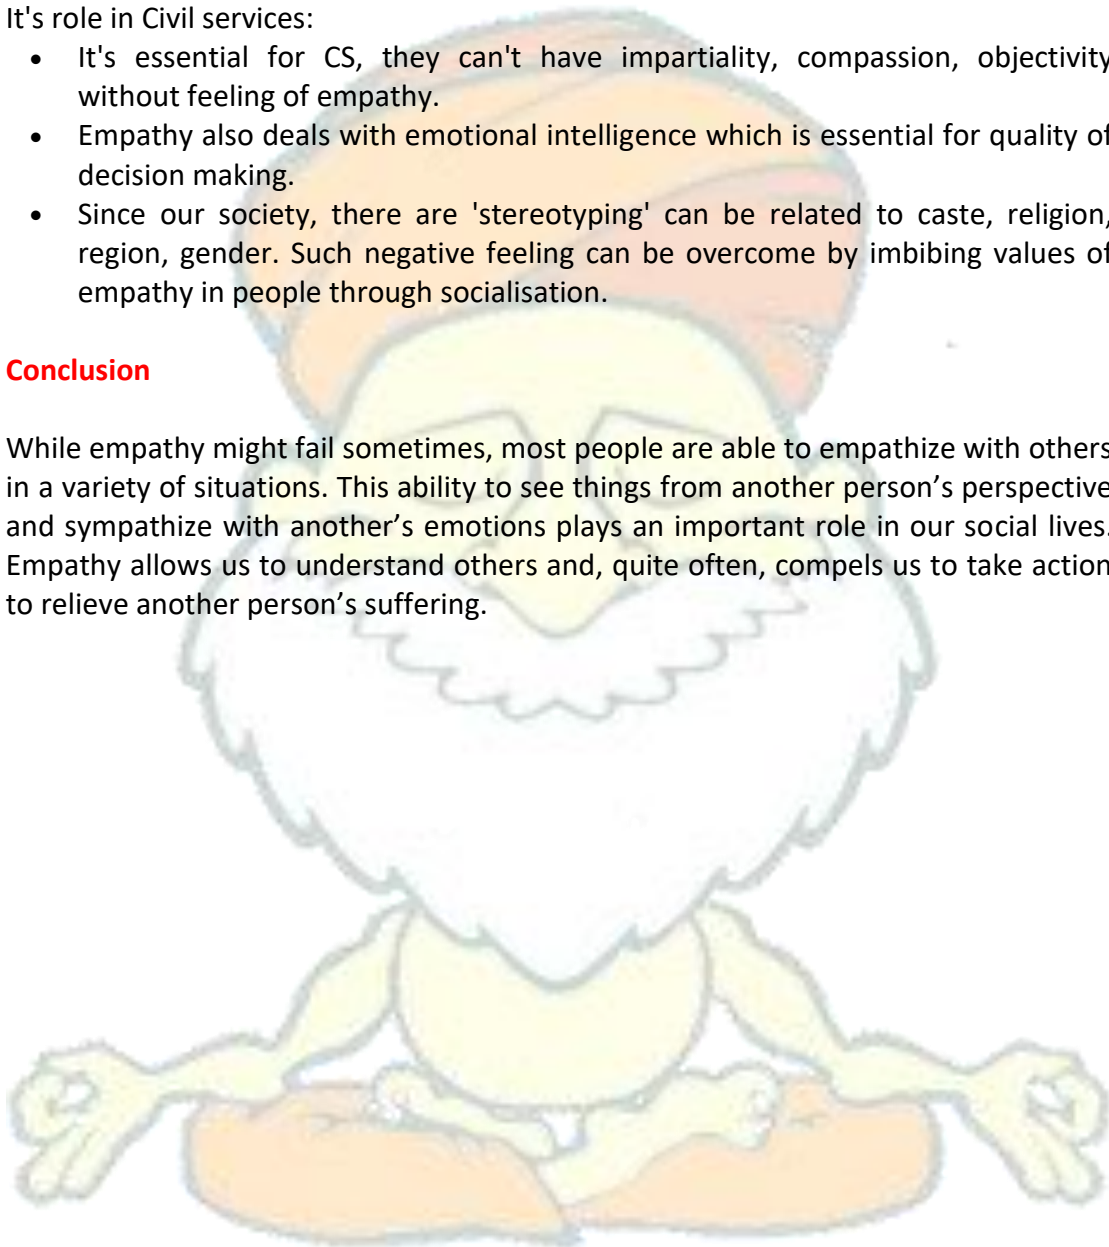 It's role in Civil services:
• It's essential for CS, they can't have impartiality, compassion, objectivity
without feeling of empathy.
• Empathy also deals with emotional intelligence which is essential for quality of
decision making.
• Since our society, there are 'stereotyping' can be related to caste, religion,
region, gender. Such negative feeling can be overcome by imbibing values of
empathy in people through socialisation.
Conclusion
While empathy might fail sometimes, most people are able to empathize with others
in a variety of situations. This ability to see things from another person’s perspective
and sympathize with another’s emotions plays an important role in our social lives.
Empathy allows us to understand others and, quite often, compels us to take action
to relieve another person’s suffering.